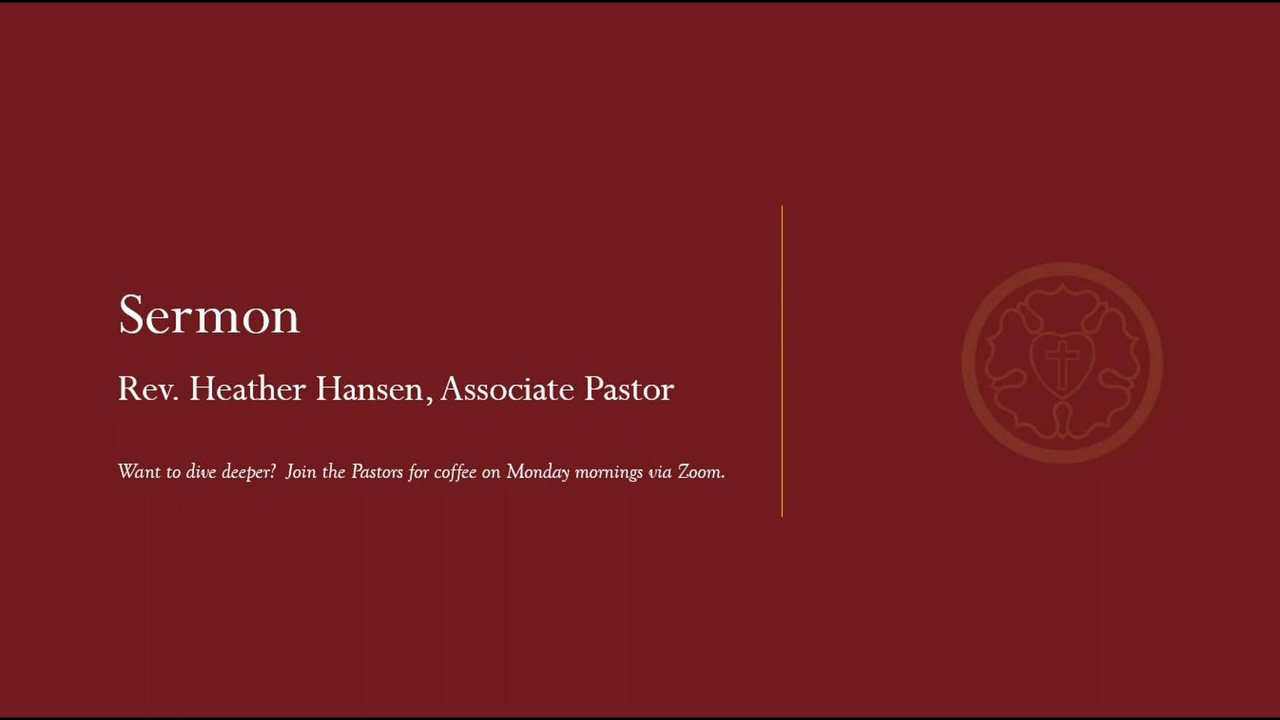 Sermon
Rev. Heather Hansen, Associate Pastor
Want to dive deeper?  Join the Pastors for coffee on Monday mornings via Zoom.